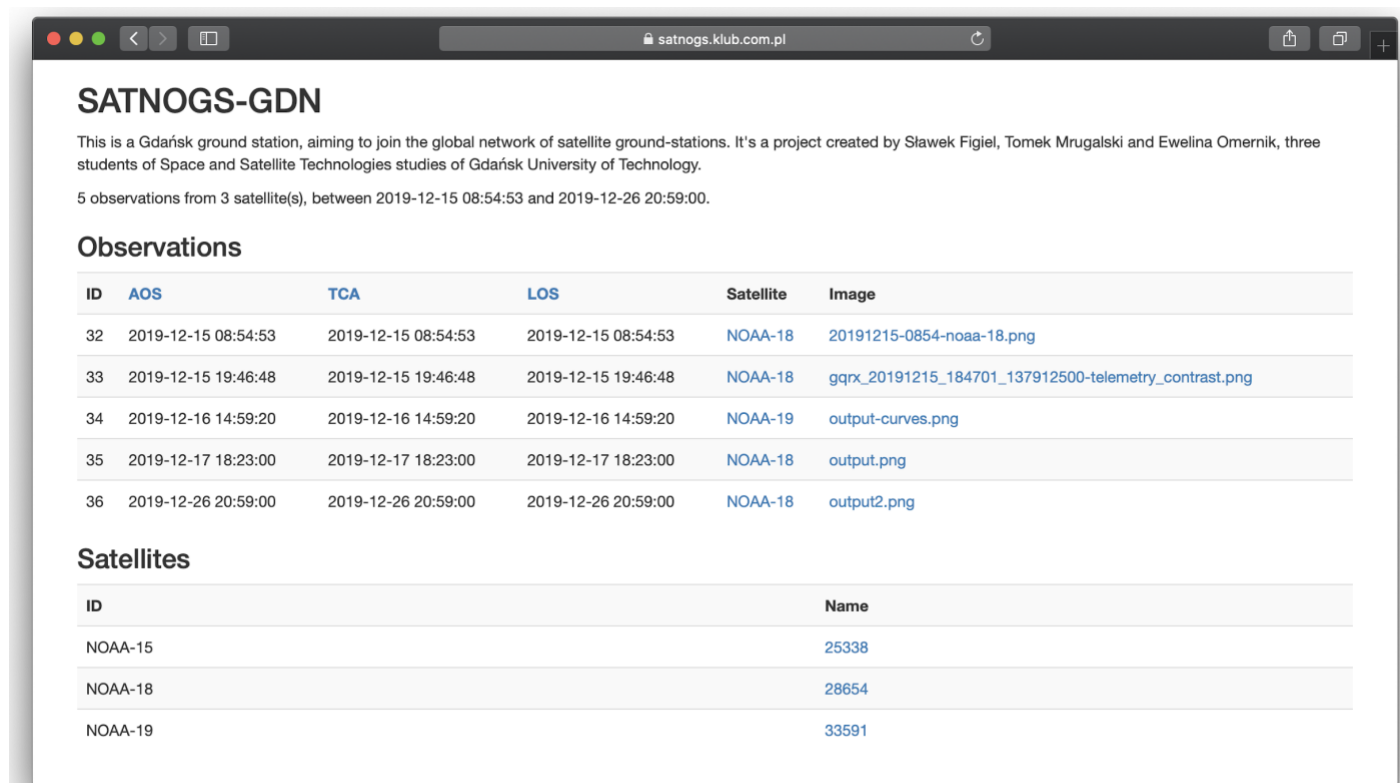 satnogs.klub.com.pl
SATNOGS-GDN
This is a Gdańsk ground station, aiming to join the global network of satellite ground-stations. It's a project created by Sławek Figiel, Tomek Mrugalski and Ewelina Omernik, three
students of Space and Satellite Technologies studies of Gdańsk University of Technology.
5 observations from 3 satellite(s), between 2019-12-15 08:54:53 and 2019-12-26 20:59:00.
Observations
ID AOS TCA LOS Satellite Image
32 2019-12-15 08:54:53 2019-12-15 08:54:53 2019-12-15 08:54:53 NOAA-18 20191215-0854-noaa-18.png
33 2019-12-15 19:46:48 2019-12-15 19:46:48 2019-12-15 19:46:48 NOAA-18 gqrx_20191215_184701_137912500-telemetry_contrast.png
34 2019-12-16 14:59:20 2019-12-16 14:59:20 2019-12-16 14:59:20 NOAA-19 output-curves.png
35 2019-12-17 18:23:00 2019-12-17 18:23:00 2019-12-17 18:23:00 NOAA-18 output.png
36 2019-12-26 20:59:00 2019-12-26 20:59:00 2019-12-26 20:59:00 NOAA-18 output2.png
Satellites
ID Name
NOAA-15 25338
NOAA-18 28654
NOAA-19 33591